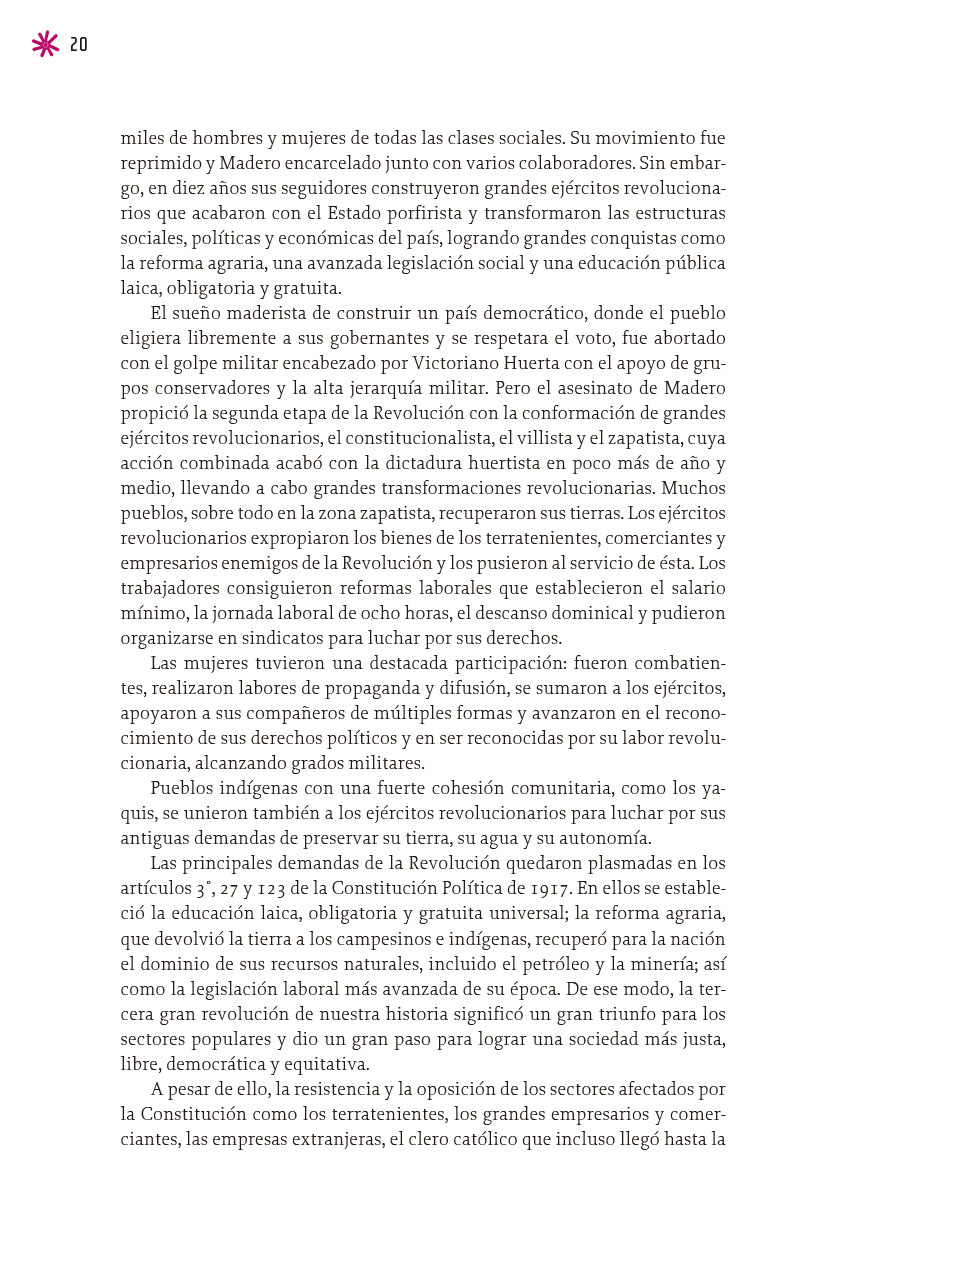 20
miles de hombres y mujeres de todas las clases sociales. Su movimiento fue
reprimido y Madero encarcelado junto con varios colaboradores. Sin embar-
go, en diez años sus seguidores construyeron grandes ejércitos revoluciona-
rios que acabaron con el Estado porfirista y transformaron las estructuras
sociales, políticas y económicas del país, logrando grandes conquistas como
la reforma agraria, una avanzada legislación social y una educación pública
laica, obligatoria y gratuita.
El sueño maderista de construir un país democrático, donde el pueblo
eligiera libremente a sus gobernantes y se respetara el voto, fue abortado
con el golpe militar encabezado por Victoriano Huerta con el apoyo de gru-
pos conservadores y la alta jerarquía militar. Pero el asesinato de Madero
propició la segunda etapa de la Revolución con la conformación de grandes
ejércitos revolucionarios, el constitucionalista, el villista y el zapatista, cuya
acción combinada acabó con la dictadura huertista en poco más de año y
medio, llevando a cabo grandes transformaciones revolucionarias. Muchos
pueblos, sobre todo en la zona zapatista, recuperaron sus tierras. Los ejércitos
revolucionarios expropiaron los bienes de los terratenientes, comerciantes y
empresarios enemigos de la Revolución y los pusieron al servicio de ésta. Los
trabajadores consiguieron reformas laborales que establecieron el salario
mínimo, la jornada laboral de ocho horas, el descanso dominical y pudieron
organizarse en sindicatos para luchar por sus derechos.
Las mujeres tuvieron una destacada participación: fueron combatien-
tes, realizaron labores de propaganda y difusión, se sumaron a los ejércitos,
apoyaron a sus compañeros de múltiples formas y avanzaron en el recono-
cimiento de sus derechos políticos y en ser reconocidas por su labor revolu-
cionaria, alcanzando grados militares.
Pueblos indígenas con una fuerte cohesión comunitaria, como los ya-
quis, se unieron también a los ejércitos revolucionarios para luchar por sus
antiguas demandas de preservar su tierra, su agua y su autonomía.
Las principales demandas de la Revolución quedaron plasmadas en los
artículos 3°, 27 y 123 de la Constitución Política de 1917. En ellos se estable-
ció la educación laica, obligatoria y gratuita universal; la reforma agraria,
que devolvió la tierra a los campesinos e indígenas, recuperó para la nación
el dominio de sus recursos naturales, incluido el petróleo y la minería; así
como la legislación laboral más avanzada de su época. De ese modo, la ter-
cera gran revolución de nuestra historia significó un gran triunfo para los
sectores populares y dio un gran paso para lograr una sociedad más justa,
libre, democrática y equitativa.
A pesar de ello, la resistencia y la oposición de los sectores afectados por
la Constitución como los terratenientes, los grandes empresarios y comer-
ciantes, las empresas extranjeras, el clero católico que incluso llegó hasta la